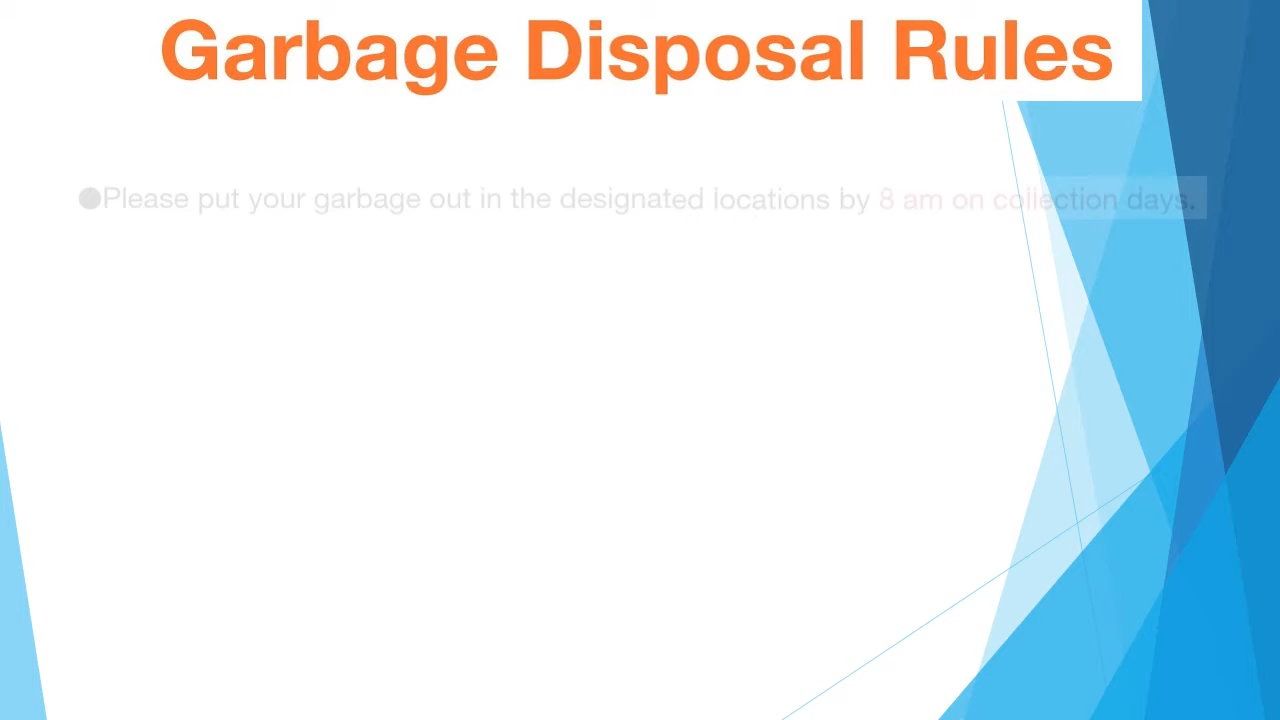 Garbage Disposal Rules
●Please put your garbage out in the designated locations by 8 am on collection days.